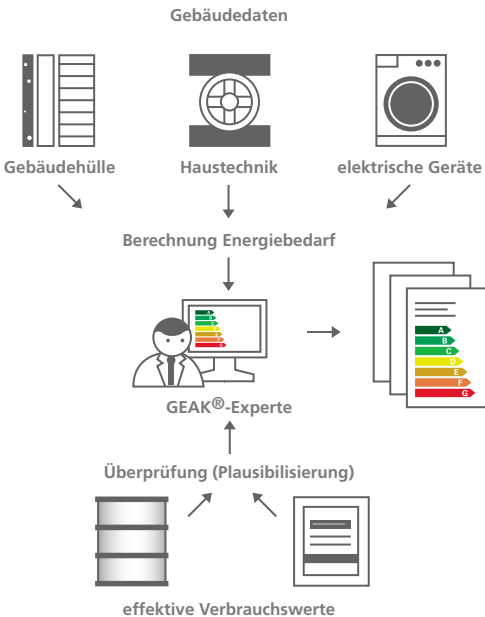 Gebäudedaten
Gebäudehülle
Haustechnik
elektrische Geräte
Berechnung Energiebedarf
A
B
C
D
E
F
G
A
B
C
D
E
F
G
GEAK®-Experte
Überprüfung (Plausibilisierung)
effektive Verbrauchswerte